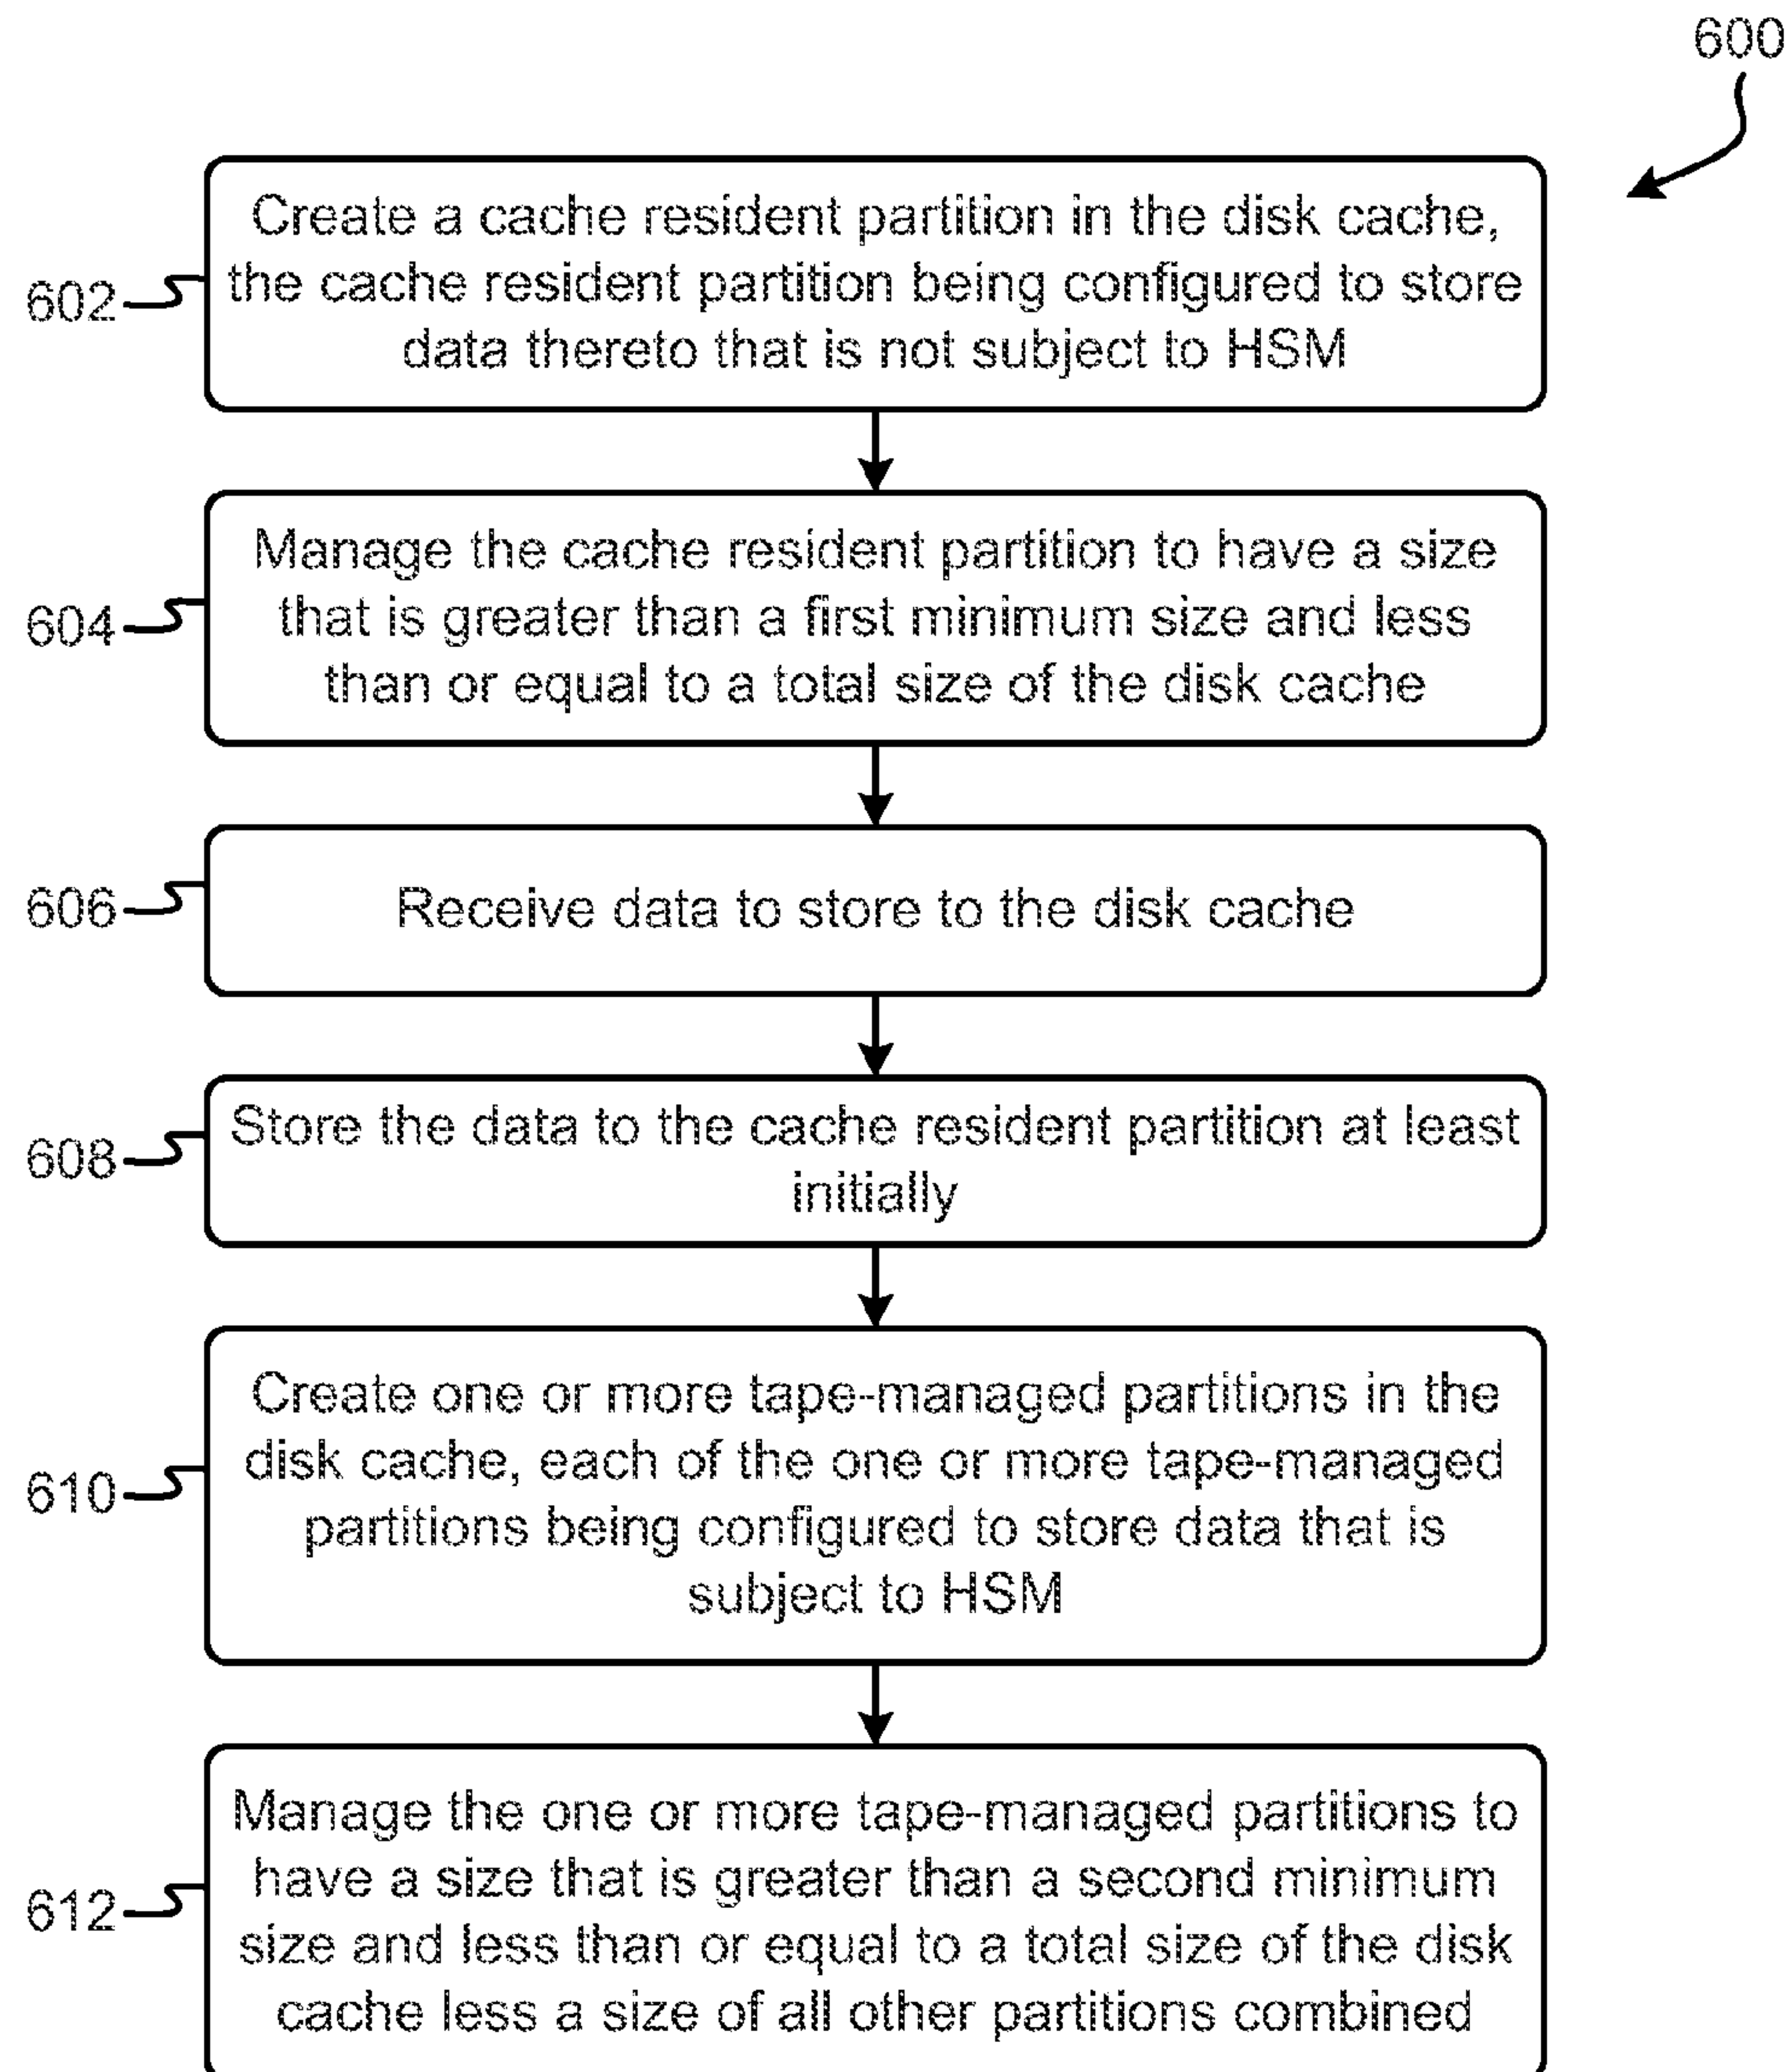 600
Create a cache resident partition in the disk cache,
the cache resident partition being configured to store
data thereto that is not subject to HSM
602
Manage the cache resident partition to have a size
that is greater than a first minimum size and less
than or equal to a total size of the disk cache
604
Receive data to store to the disk cache
606
Store the data to the cache resident partition at least
initially
608
Create one or more tape-managed partitions in the
disk cache, each of the one or more tape-managed
partitions being configured to store data that is
subject to HSM
610
Manage the one or more tape-managed partitions to
have a size that is greater than a second minimum
size and less than or equal to a total size of the disk
cache less a size of all other partitions combined
612